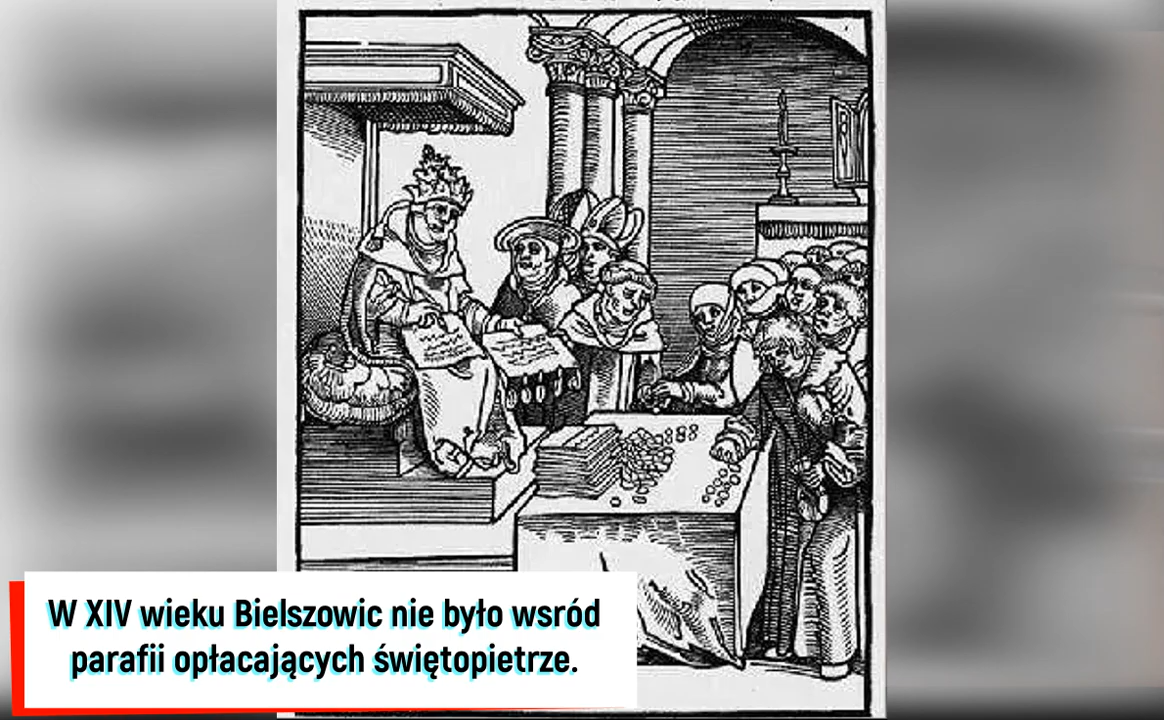 W XIV wieku Bielszowic nie było wsród
parafii opłacających świętopietrze.